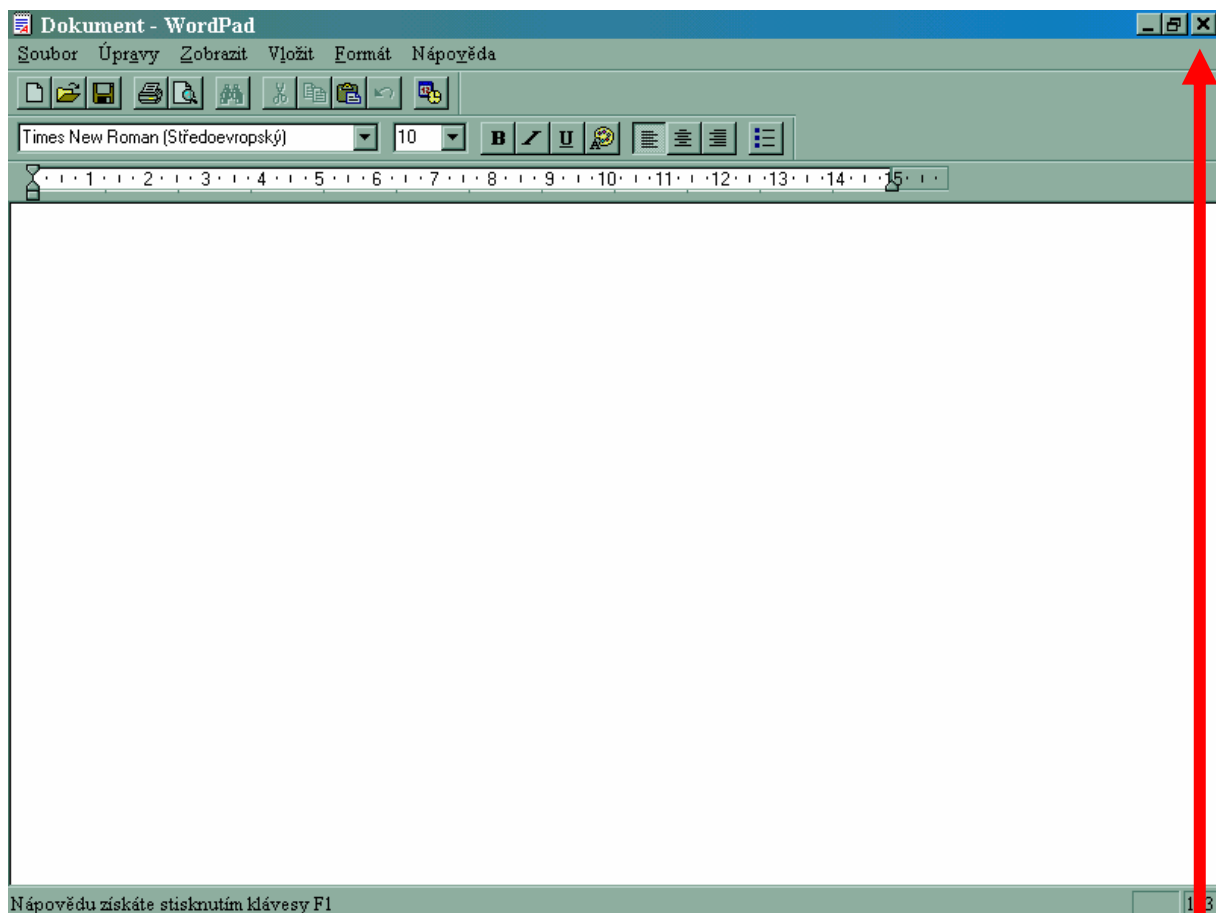 Dokument - WordPad
Soubor Úpravy Zobrazit Vložit Formát Nápověda
Times New Roman (Středoevropský) 10 B U
1 2 3 4 5 6 7 8 9 10 11 12 13 14 15
Nápovědu získáte stisknutím klávesy F1